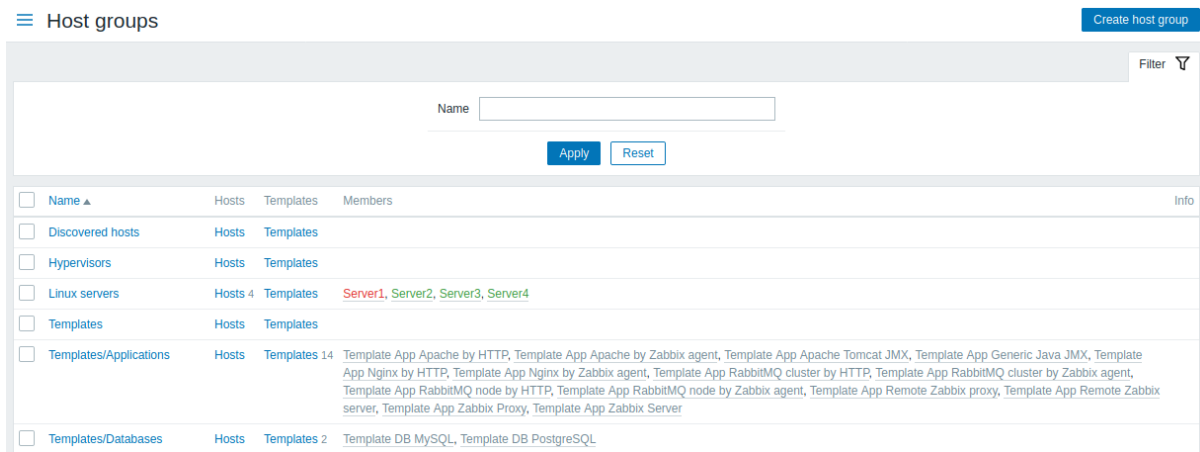 Host groups
Create host group
Filter
Name
Apply Reset
Name Hosts Templates Members Info
Discovered hosts Hosts Templates
Hypervisors Hosts Templates
Linux servers Hosts 4 Templates Server1, Server2, Server3, Server4
Templates Hosts Templates
Templates/Applications Hosts Templates 14 Template App Apache by HTTP, Template App Apache by Zabbix agent, Template App Apache Tomcat JMX, Template App Generic Java JMX, Template
App Nginx by HTTP, Template App Nginx by Zabbix agent, Template App RabbitMQ cluster by HTTP, Template App RabbitMQ cluster by Zabbix agent,
Template App RabbitMQ node by HTTP, Template App RabbitMQ node by Zabbix agent, Template App Remote Zabbix proxy, Template App Remote Zabbix
server, Template App Zabbix Proxy, Template App Zabbix Server
Templates/Databases Hosts Templates 2 Template DB MySQL, Template DB PostgreSQL